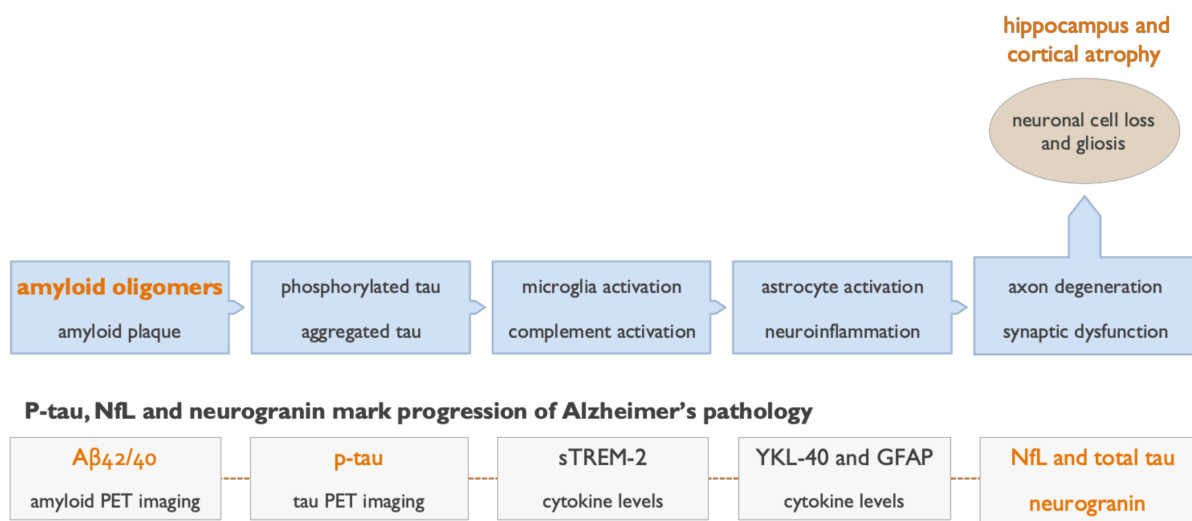 hippocampus and
cortical atrophy
neuronal cell loss
and gliosis
amyloid oligomers
amyloid plaque
phosphorylated tau
aggregated tau
microglia activation
complement activation
astrocyte activation
neuroinflammation
axon degeneration
synaptic dysfunction
P-tau, NfL and neurogranin mark progression of Alzheimer's pathology
Aβ42/40
amyloid PET imaging
p-tau
tau PET imaging
sTREM-2
cytokine levels
YKL-40 and GFAP
cytokine levels
NfL and total tau
neurogranin